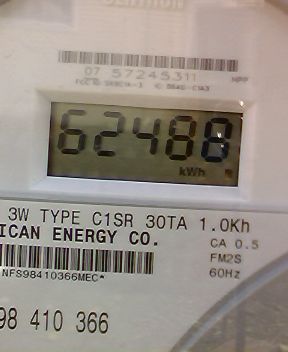 07 57245311
62488
kWh
3W TYPE C1SR 30TA 1.0Kh
ICAN ENERGY CO.
CA 0.5
FM2S
NFS98410366MEC*
60Hz
98 410 366